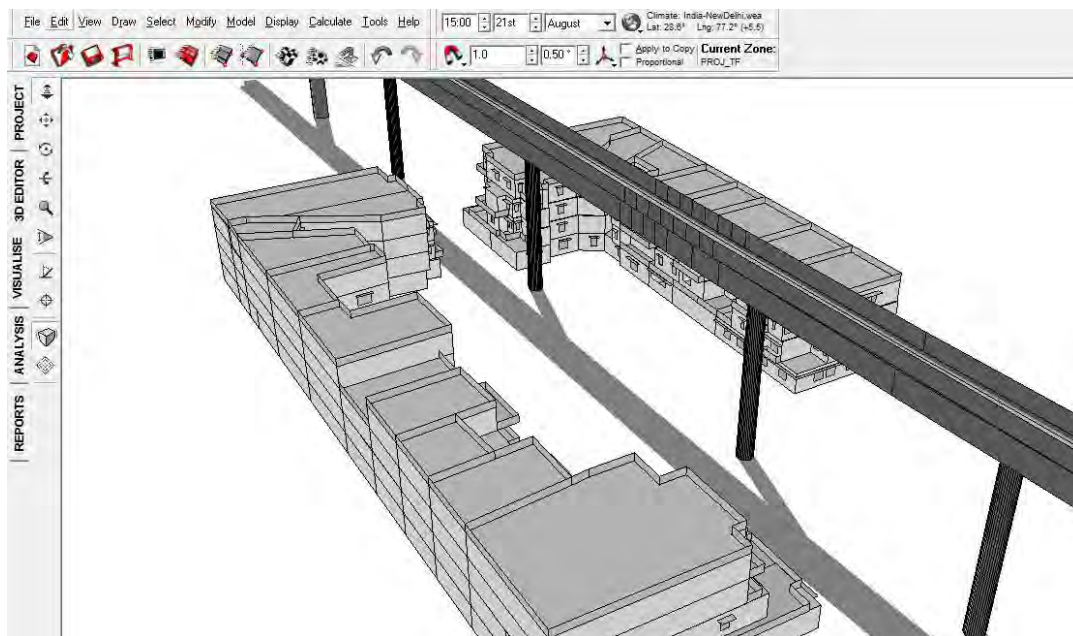 File Edit View Draw Select Modify Model Display Calculate Tools Help
15:00 21st August
Climate: India-NewDelhi.wea
Lat: 28.6° Lng: 77.2° (+5.5)
1.0 0.50 °
Apply to Copy
Proportional
Current Zone:
PROJ_TF
PROJECT
3D EDITOR
VISUALISE
ANALYSIS
REPORTS